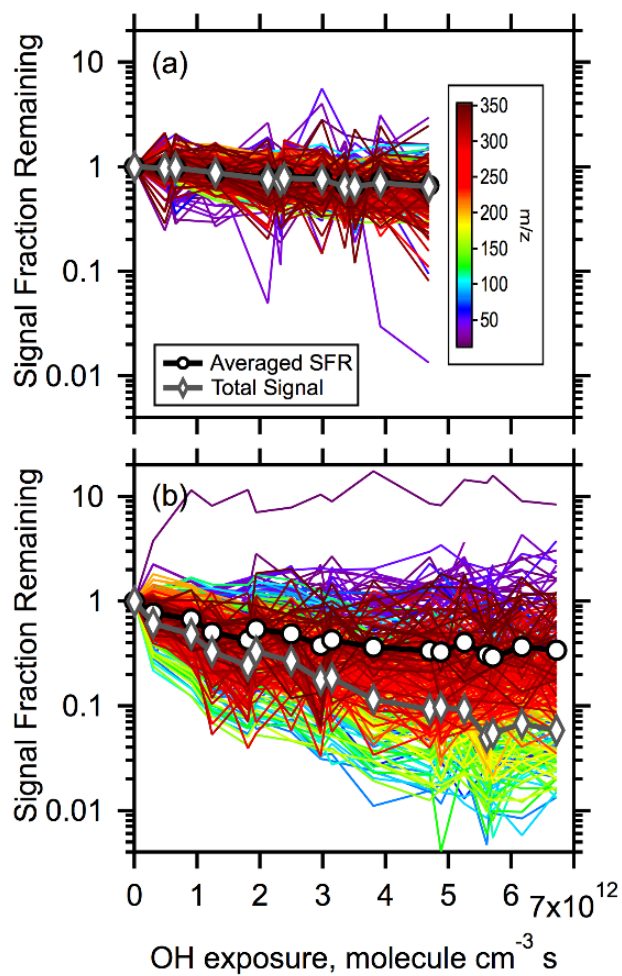 10
1
0.1
0.01
Signal Fraction Remaining
(a)
350
300
250
200
150
100
50
m/z
Averaged SFR
Total Signal
10
1
0.1
0.01
Signal Fraction Remaining
(b)
0 1 2 3 4 5 6 7x10^12
OH exposure, molecule cm^-3 s